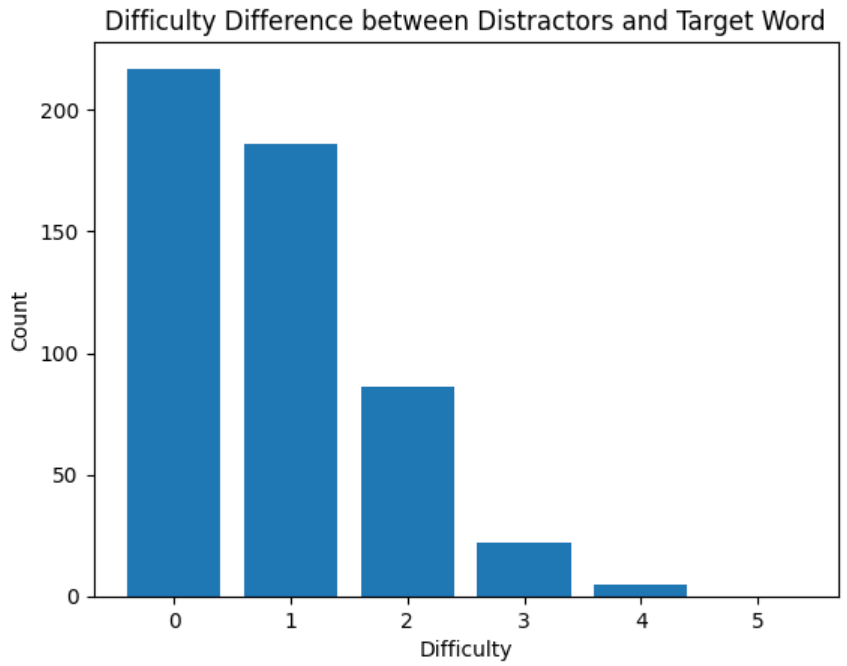 Difficulty Difference between Distractors and Target Word
200
150
100
50
0
Count
0 1 2 3 4 5
Difficulty